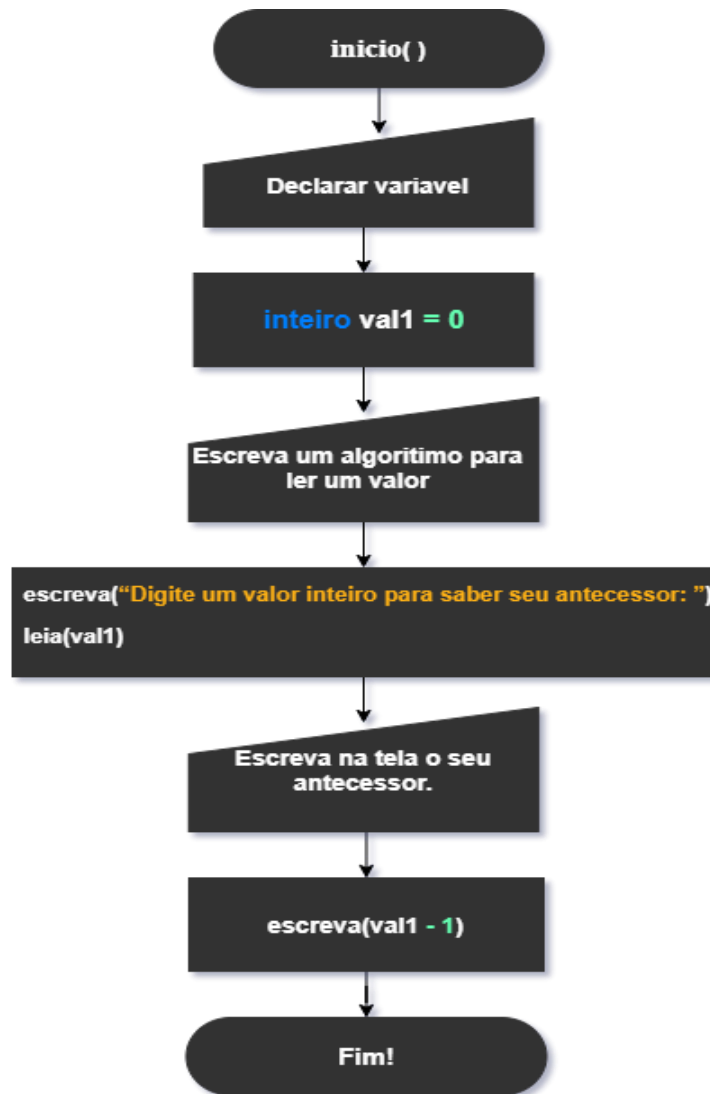 inicio( )
Declarar variavel
inteiro val1 = 0
Escreva um algoritimo para
ler um valor
escreva(“Digite um valor inteiro para saber seu antecessor: ”)
leia(val1)
Escreva na tela o seu
antecessor.
escreva(val1 - 1)
Fim!